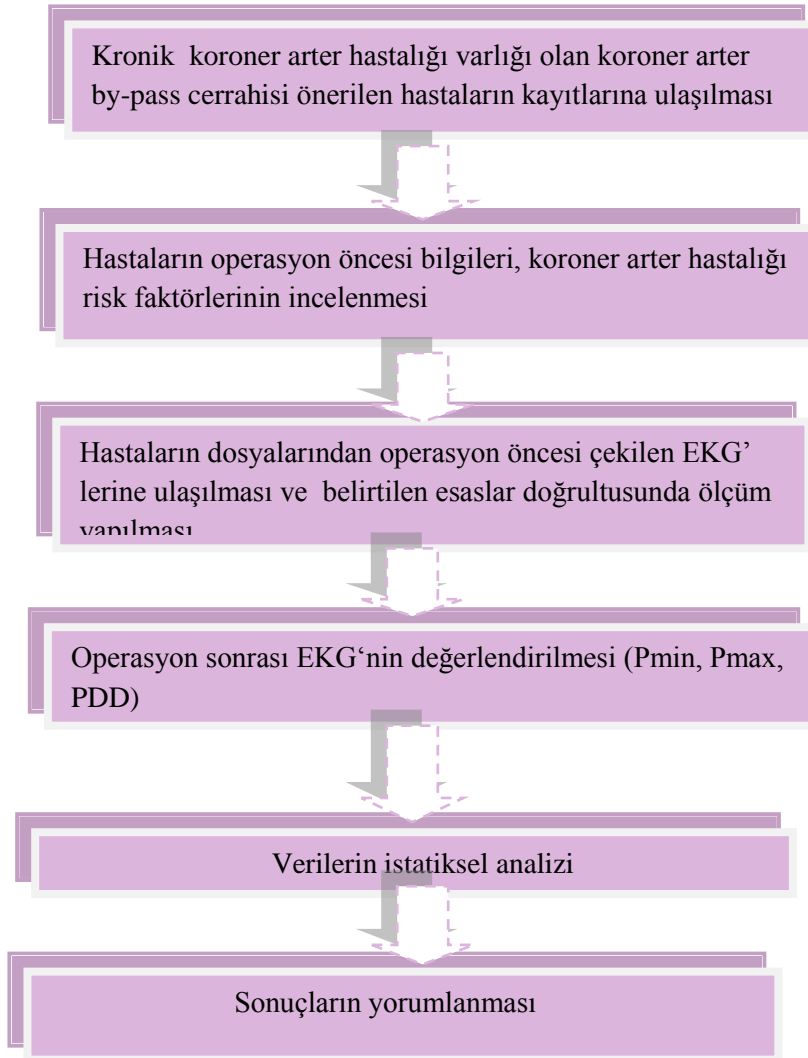 Kronik  koroner arter hastalığı varlığı olan koroner arter
by-pass cerrahisi önerilen hastaların kayıtlarına ulaşılması
Hastaların operasyon öncesi bilgileri, koroner arter hastalığı
risk faktörlerinin incelenmesi
Hastaların dosyalarından operasyon öncesi çekilen EKG’
lerine ulaşılması ve  belirtilen esaslar doğrultusunda ölçüm
yapılması
Operasyon sonrası EKG‘nin değerlendirilmesi (Pmin, Pmax,
PDD)
Verilerin istatiksel analizi
Sonuçların yorumlanması